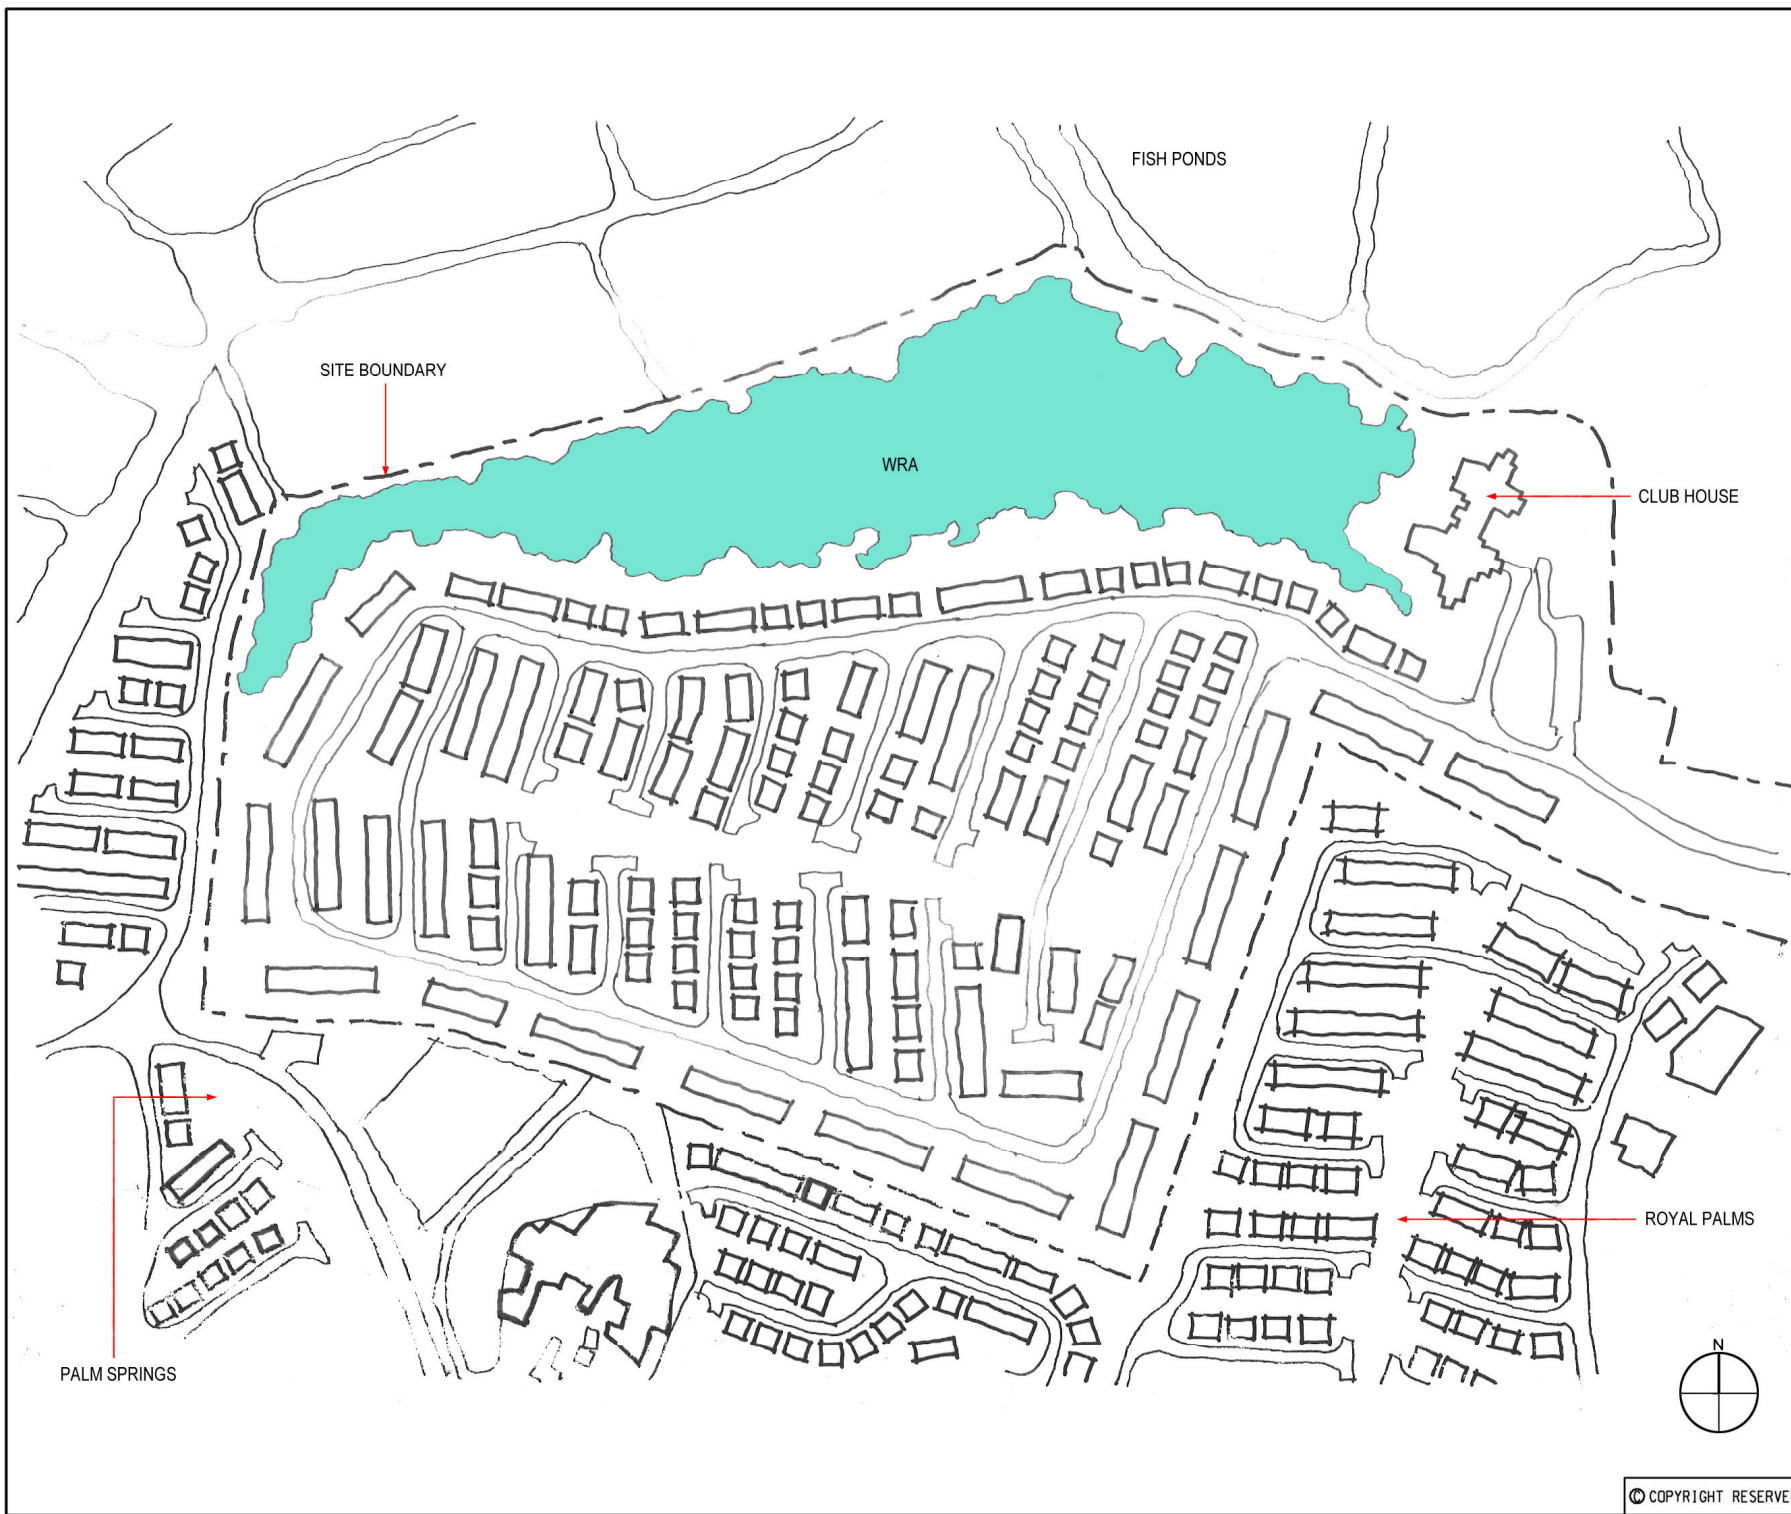 FISH PONDS
SITE BOUNDARY
WRA
CLUB HOUSE
ROYAL PALMS
PALM SPRINGS
N
© COPYRIGHT RESERVE